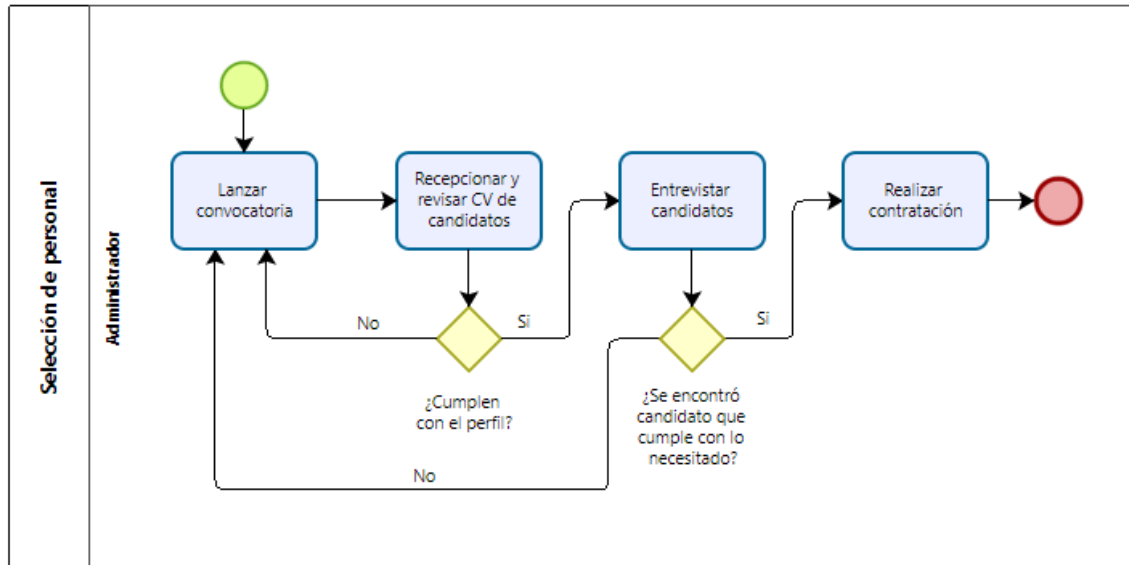 Selección de personal
Administrador
Lanzar
convocatoria
Recepcionar y
revisar CV de
candidatos
Entrevistar
candidatos
Realizar
contratación
No
Si
Si
¿Cumplen
con el perfil?
¿Se encontró
candidato que
cumple con lo
necesitado?
No